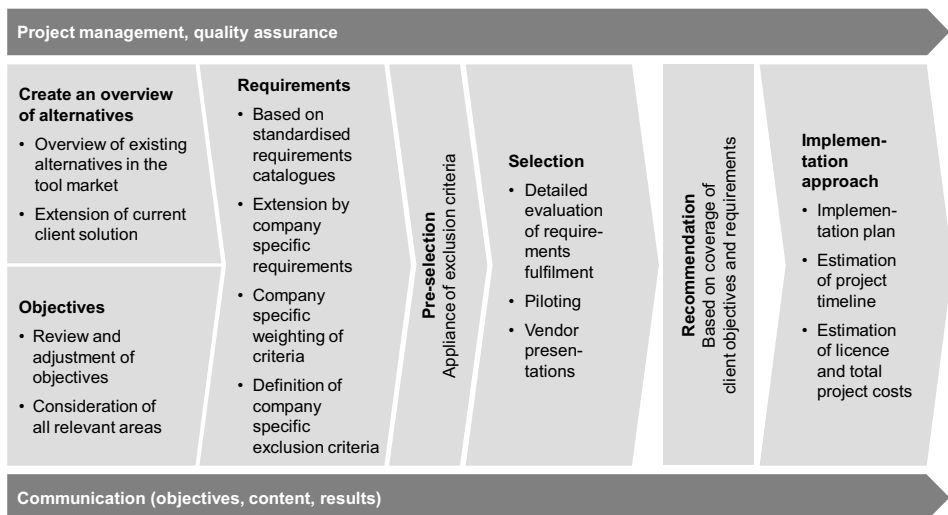 Project management, quality assurance
Create an overview
of alternatives
• Overview of existing
alternatives in the
tool market
• Extension of current
client solution
Objectives
• Review and
adjustment of
objectives
• Consideration of
all relevant areas
Requirements
• Based on
standardised
requirements
catalogues
• Extension by
company
specific
requirements
• Company
specific
weighting of
criteria
• Definition of
company
specific
exclusion criteria
Pre-selection
Appliance of exclusion criteria
Selection
• Detailed
evaluation
of require-
ments
fulfilment
• Piloting
• Vendor
presen-
tations
Recommendation
Based on coverage of
client objectives and requirements
Implemen-
tation
approach
• Implemen-
tation plan
• Estimation
of project
timeline
• Estimation
of licence
and total
project costs
Communication (objectives, content, results)